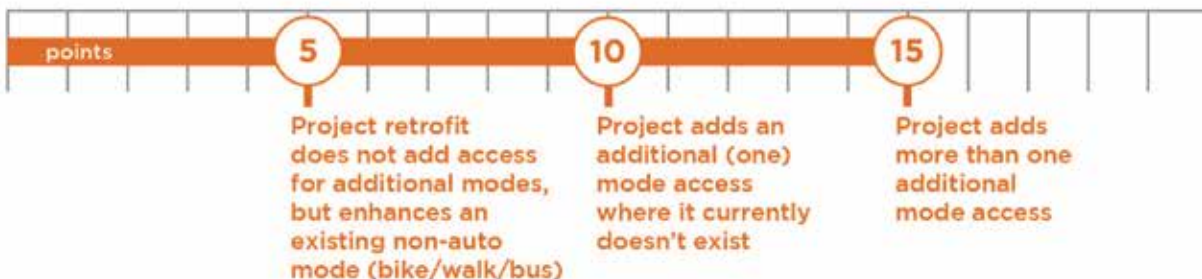 points
5
10
15
Project retrofit
does not add access
for additional modes,
but enhances an
existing non-auto
mode (bike/walk/bus)
Project adds an
additional (one)
mode access
where it currently
doesn't exist
Project adds
more than one
additional
mode access